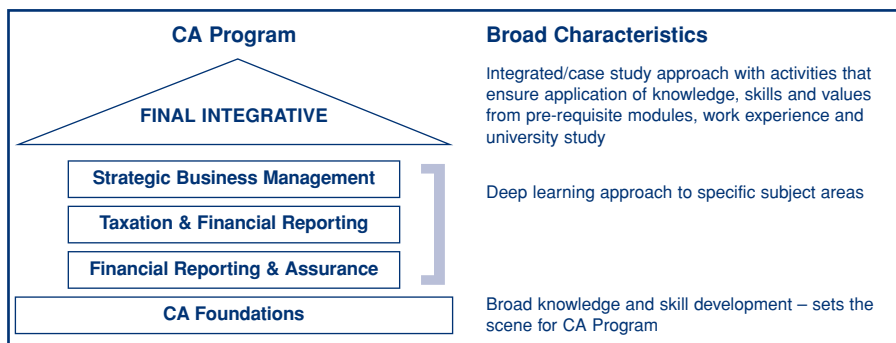 CA Program
Broad Characteristics
FINAL INTEGRATIVE
Integrated/case study approach with activities that
ensure application of knowledge, skills and values
from pre-requisite modules, work experience and
university study
Strategic Business Management
Taxation & Financial Reporting
Financial Reporting & Assurance
Deep learning approach to specific subject areas
CA Foundations
Broad knowledge and skill development – sets the
scene for CA Program